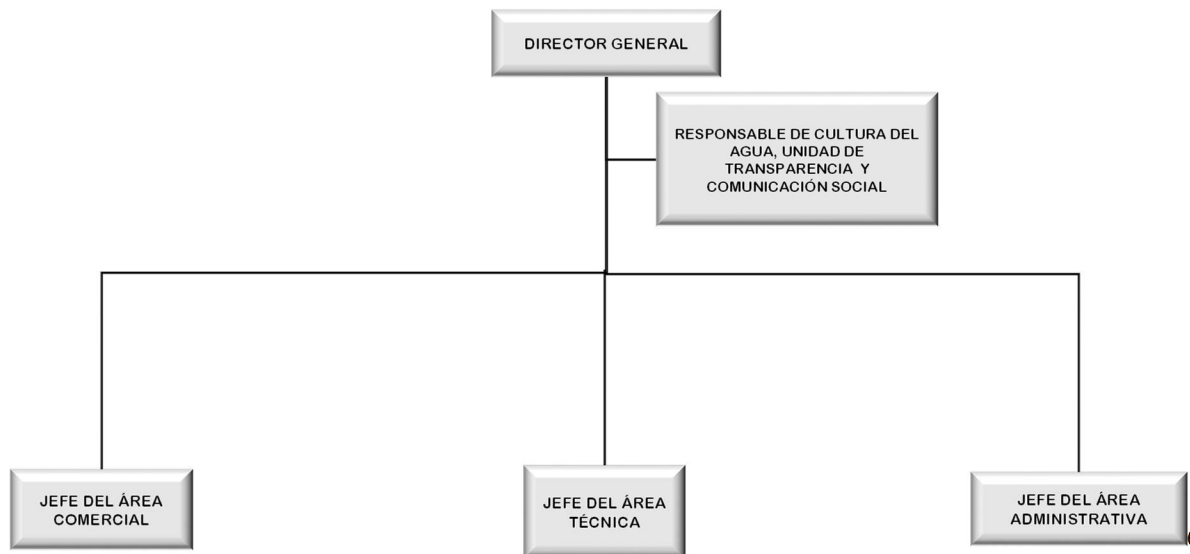 DIRECTOR GENERAL
RESPONSABLE DE CULTURA DEL
AGUA, UNIDAD DE
TRANSPARENCIA Y
COMUNICACIÓN SOCIAL
JEFE DEL ÁREA
COMERCIAL
JEFE DEL ÁREA
TÉCNICA
JEFE DEL ÁREA
ADMINISTRATIVA